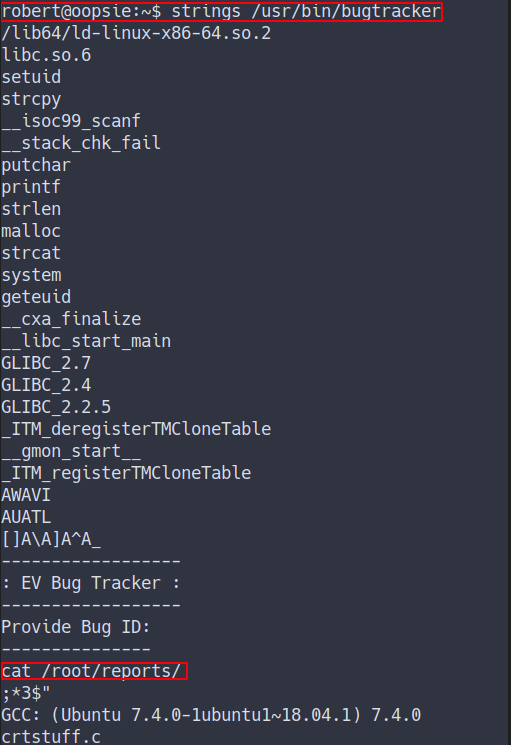 robert@oopsie:~$ strings /usr/bin/bugtracker
/lib64/ld-linux-x86-64.so.2
libc.so.6
setuid
strcpy
__isoc99_scanf
__stack_chk_fail
putchar
printf
strlen
malloc
strcat
system
geteuid
__cxa_finalize
__libc_start_main
GLIBC_2.7
GLIBC_2.4
GLIBC_2.2.5
_ITM_deregisterTMCloneTable
__gmon_start__
_ITM_registerTMCloneTable
AWAVI
AUATL
[]A\A]A^A_
------------------
: EV Bug Tracker :
------------------
Provide Bug ID:
---------------
cat /root/reports/
;*3$"
GCC: (Ubuntu 7.4.0-1ubuntu1~18.04.1) 7.4.0
crtstuff.c